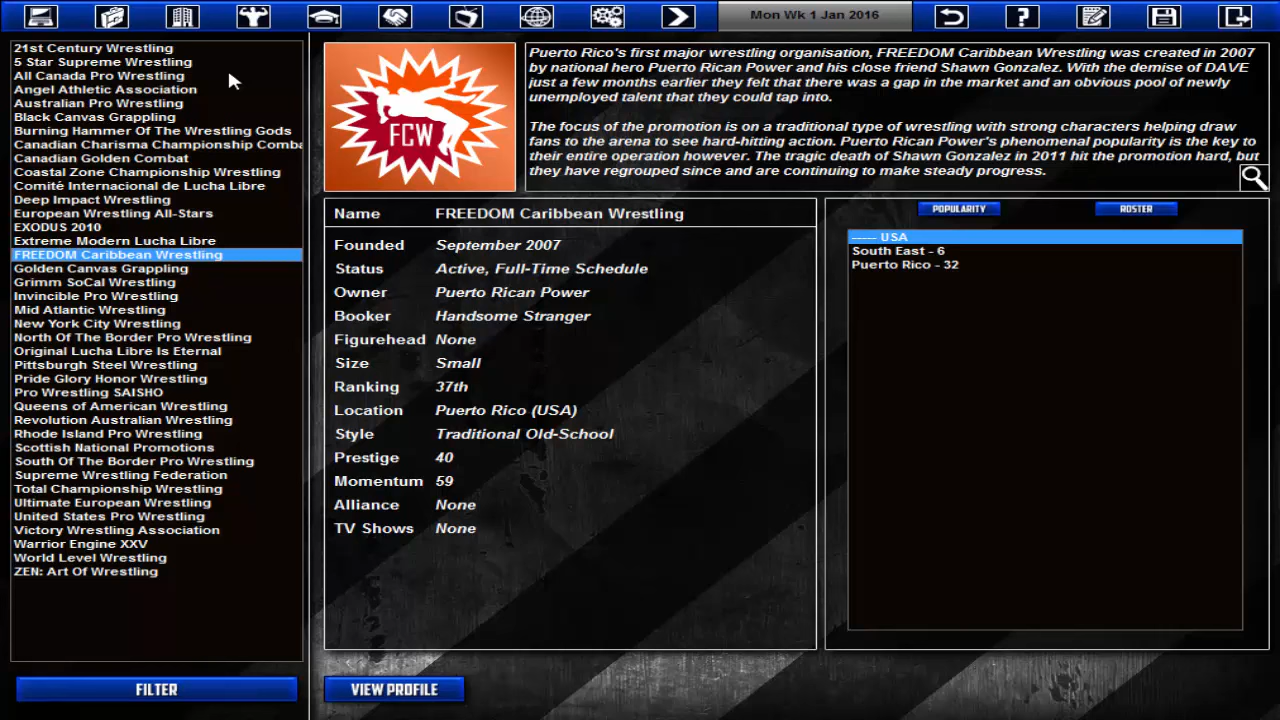 Mon Wk 1 Jan 2016
21st Century Wrestling
5 Star Supreme Wrestling
All Canada Pro Wrestling
Angel Athletic Association
Australian Pro Wrestling
Black Canvas Grappling
Burning Hammer Of The Wrestling Gods
Canadian Charisma Championship Comba
Canadian Golden Combat
Coastal Zone Championship Wrestling
Comité Internacional de Lucha Libre
Deep Impact Wrestling
European Wrestling All-Stars
EXODUS 2010
Extreme Modern Lucha Libre
FREEDOM Caribbean Wrestling
Golden Canvas Grappling
Grimm SoCal Wrestling
Invincible Pro Wrestling
Mid Atlantic Wrestling
New York City Wrestling
North Of The Border Pro Wrestling
Original Lucha Libre Is Eternal
Pittsburgh Steel Wrestling
Pride Glory Honor Wrestling
Pro Wrestling SAISHO
Queens of American Wrestling
Revolution Australian Wrestling
Rhode Island Pro Wrestling
Scottish National Promotions
South Of The Border Pro Wrestling
Supreme Wrestling Federation
Total Championship Wrestling
Ultimate European Wrestling
United States Pro Wrestling
Victory Wrestling Association
Warrior Engine XXV
World Level Wrestling
ZEN: Art Of Wrestling
FILTER
FCW
Puerto Rico's first major wrestling organisation, FREEDOM Caribbean Wrestling was created in 2007
by national hero Puerto Rican Power and his close friend Shawn Gonzalez. With the demise of DAVE
just a few months earlier they felt that there was a gap in the market and an obvious pool of newly
unemployed talent that they could tap into.
The focus of the promotion is on a traditional type of wrestling with strong characters helping draw
fans to the arena to see hard-hitting action. Puerto Rican Power's phenomenal popularity is the key to
their entire operation however. The tragic death of Shawn Gonzalez in 2011 hit the promotion hard, but
they have regrouped since and are continuing to make steady progress.
Name FREEDOM Caribbean Wrestling
Founded September 2007
Status Active, Full-Time Schedule
Owner Puerto Rican Power
Booker Handsome Stranger
Figurehead None
Size Small
Ranking 37th
Location Puerto Rico (USA)
Style Traditional Old-School
Prestige 40
Momentum 59
Alliance None
TV Shows None
VIEW PROFILE
POPULARITY ROSTER
------ USA
South East - 6
Puerto Rico - 32